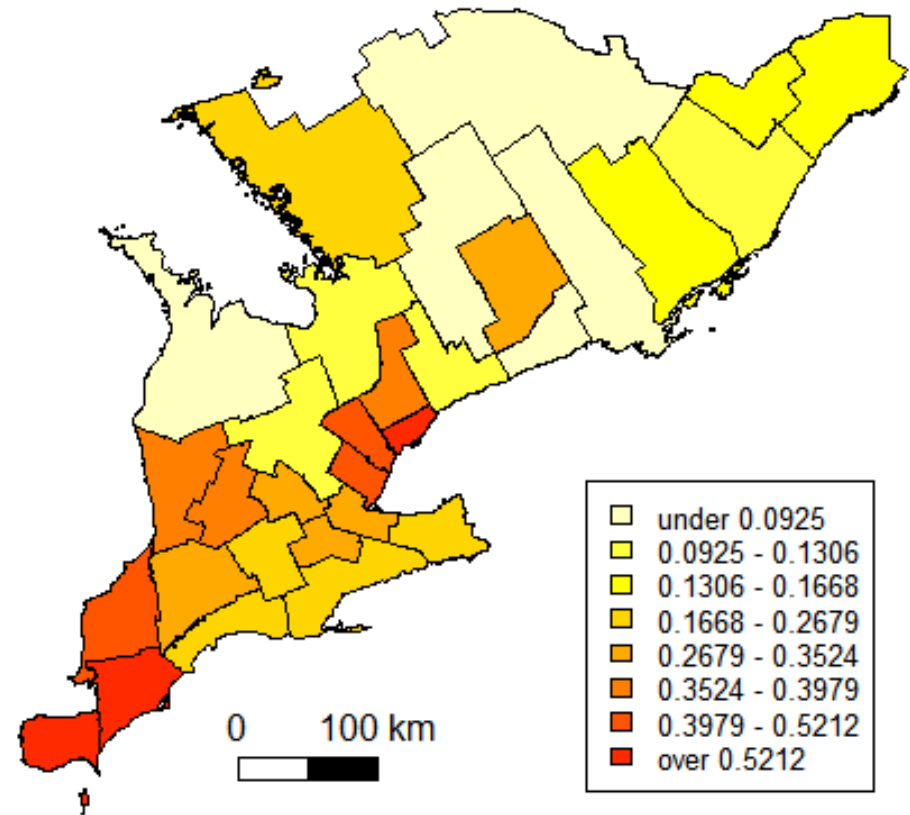 under 0.0925
0.0925 - 0.1306
0.1306 - 0.1668
0.1668 - 0.2679
0.2679 - 0.3524
0.3524 - 0.3979
0.3979 - 0.5212
over 0.5212
0 100 km